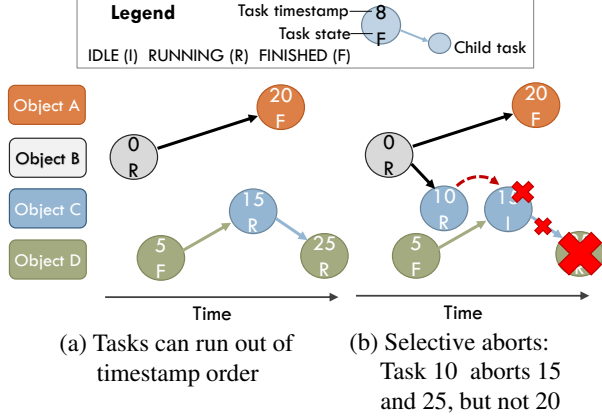 Legend
Task timestamp
8
Task state
F
Child task
IDLE (I) RUNNING (R) FINISHED (F)
Object A
Object B
Object C
Object D
20
F
0
R
15
R
5
F
25
R
Time
20
F
0
R
10
R
I
5
F
R
Time
(a) Tasks can run out of
timestamp order
(b) Selective aborts:
Task 10 aborts 15
and 25, but not 20